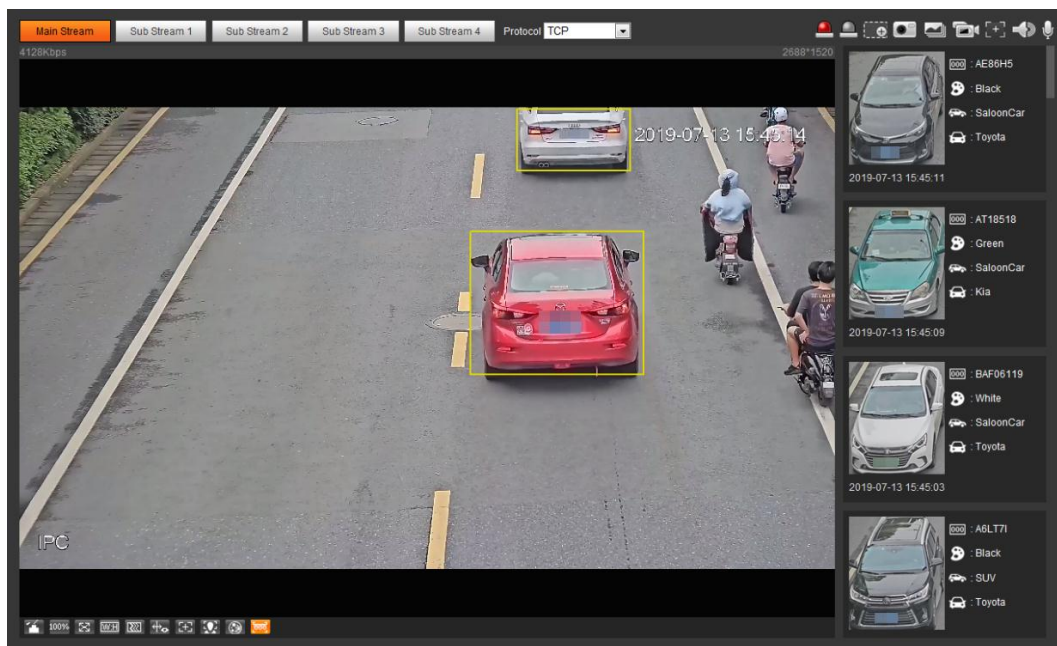 Main Stream Sub Stream 1 Sub Stream 2 Sub Stream 3 Sub Stream 4 Protocol TCP
4128Kbps 2688*1520
2019-07-13 15:45:14
: AE86H5
: Black
: SaloonCar
: Toyota
2019-07-13 15:45:11
: AT18518
: Green
: SaloonCar
: Kia
2019-07-13 15:45:09
: BAF06119
: White
: SaloonCar
: Toyota
2019-07-13 15:45:03
: A6LT7I
: Black
: SUV
: Toyota
IPC
100% W:H